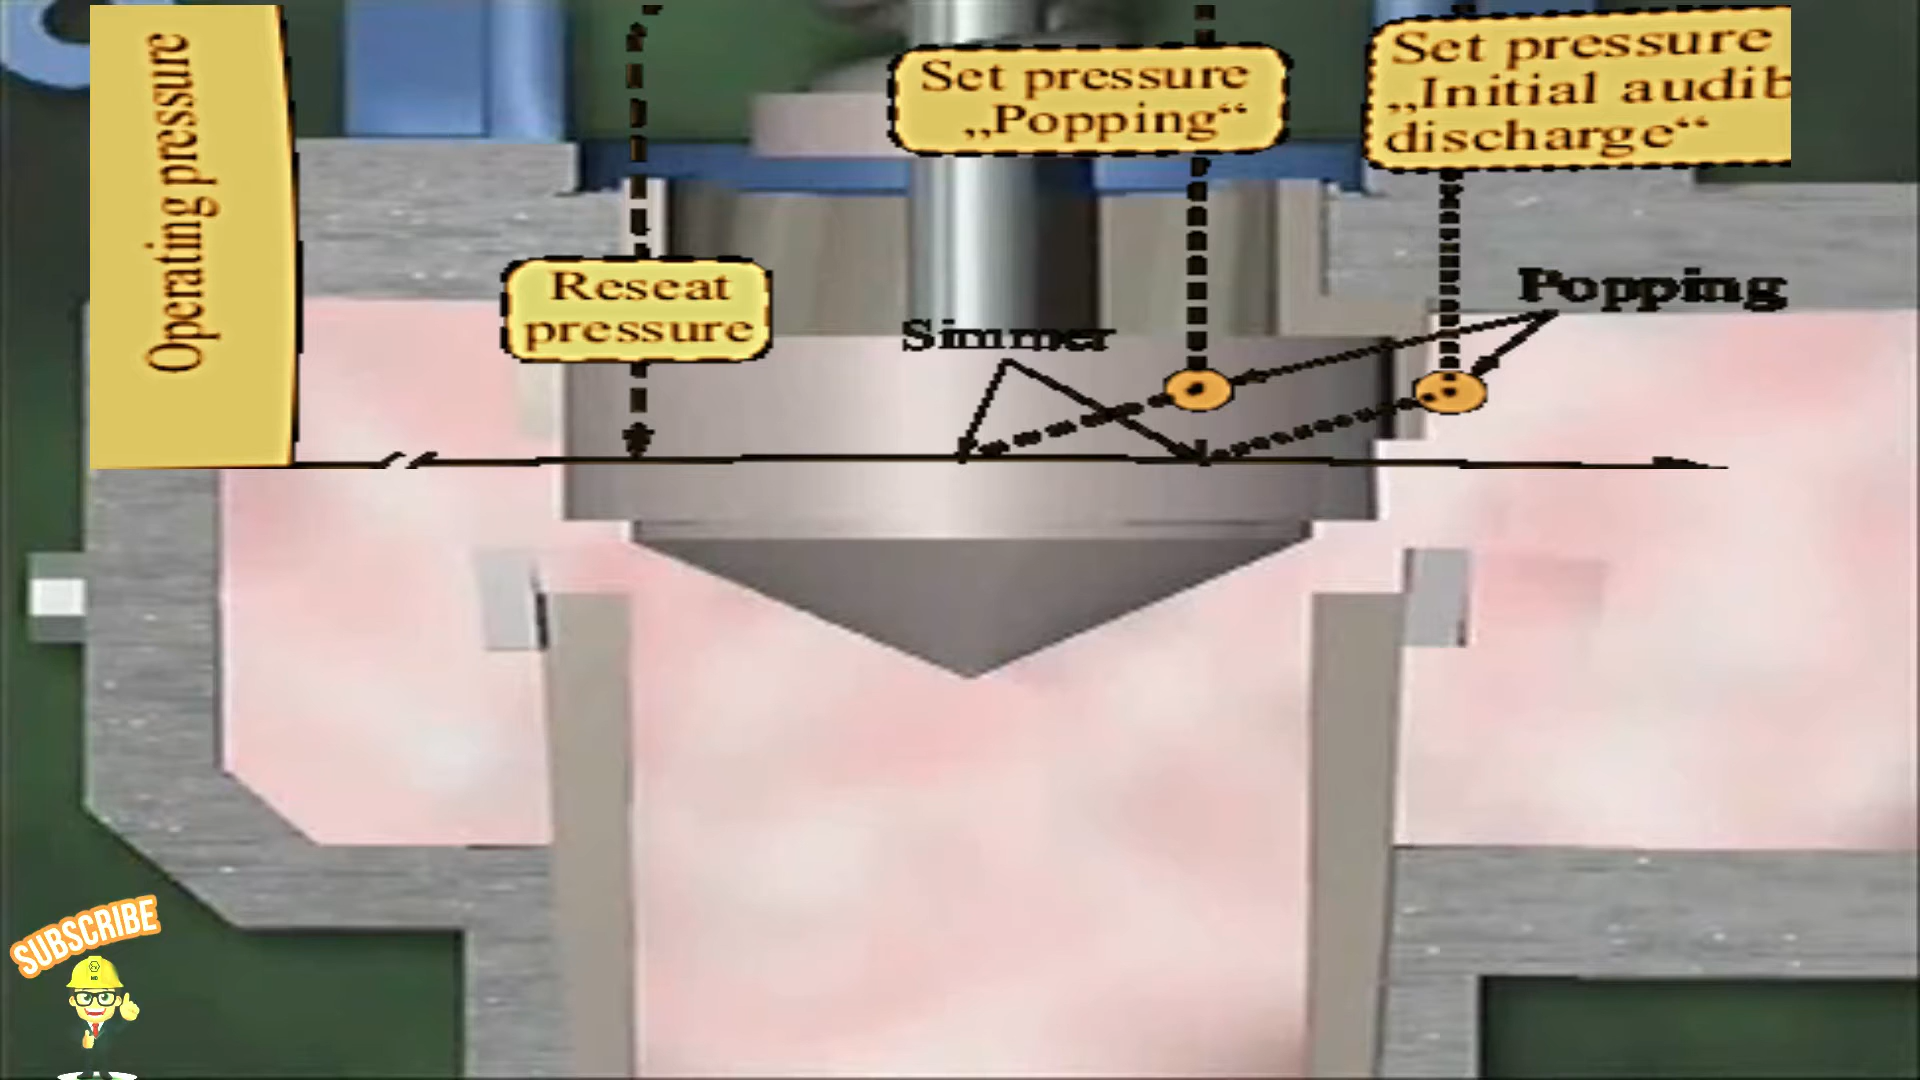 Operating pressure
Set pressure
„Popping“
Set pressure
„Initial audib
discharge“
Reseat
pressure
Simmer
Popping
SUBSCRIBE